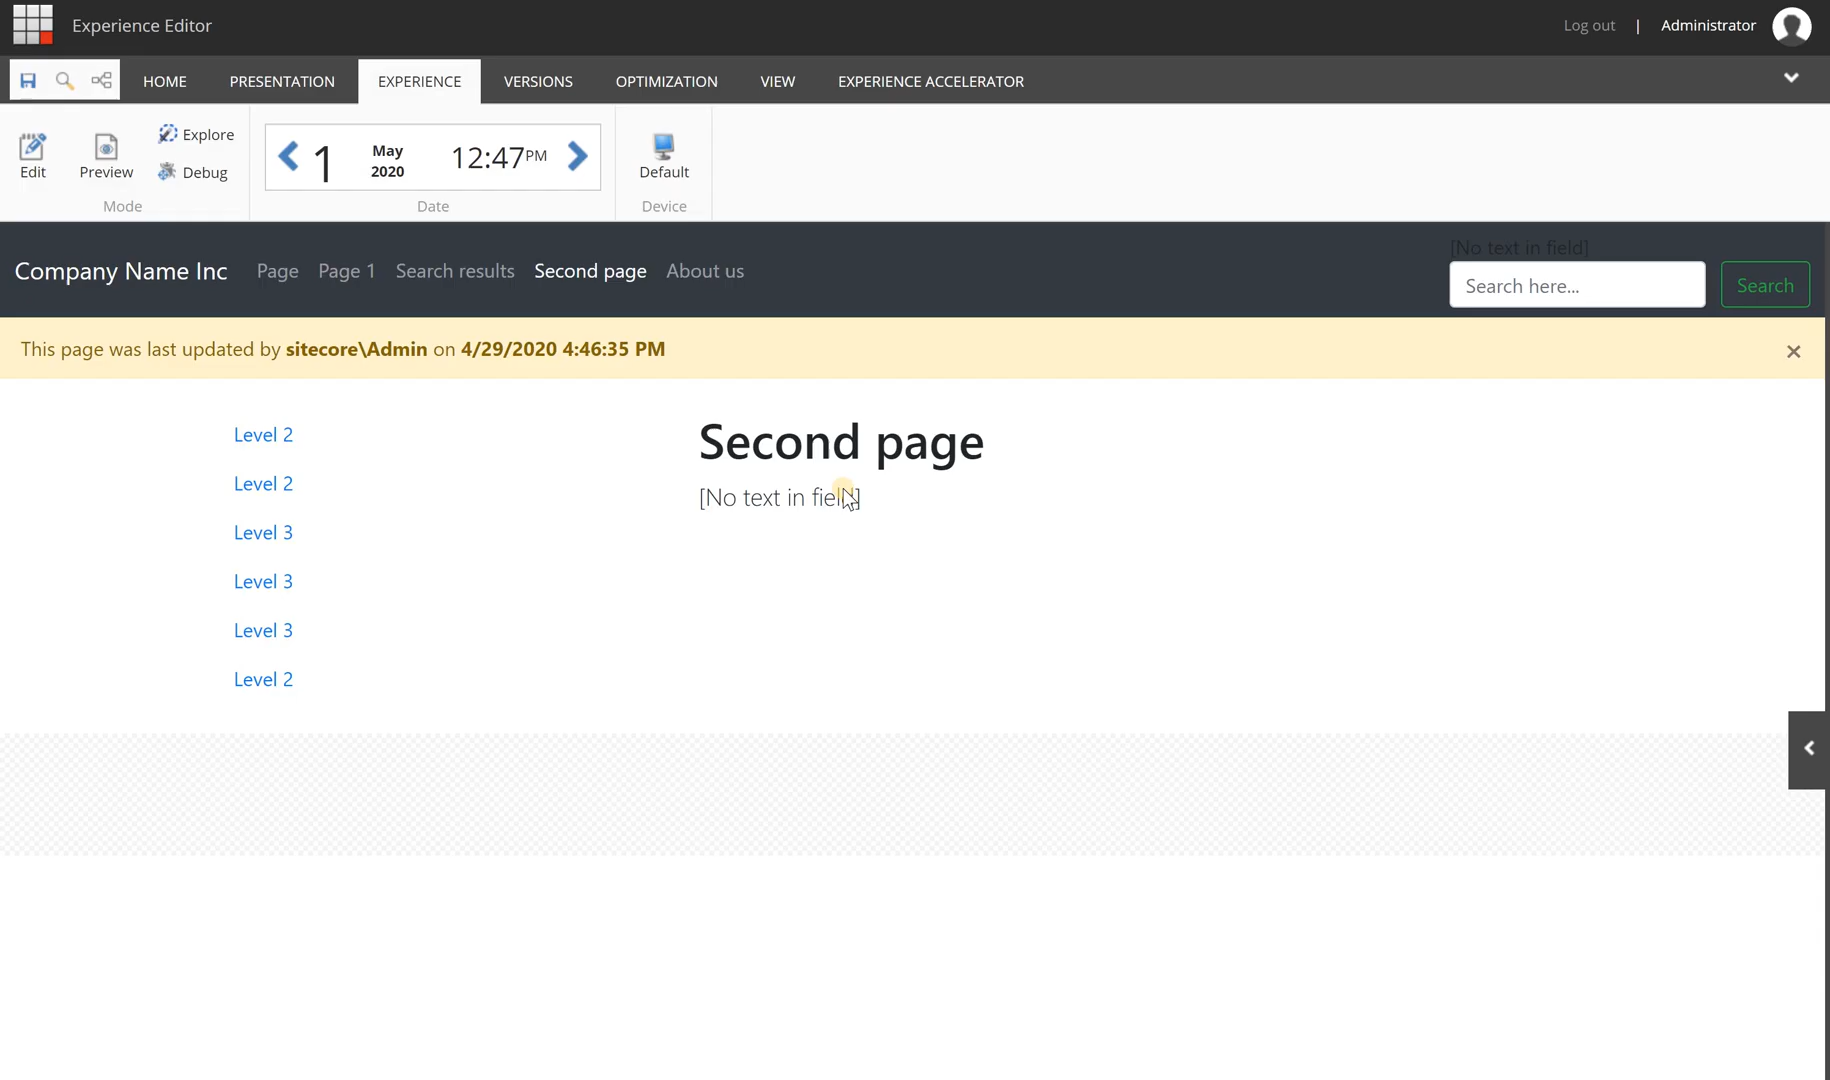 Experience Editor
Log out | Administrator
HOME PRESENTATION EXPERIENCE VERSIONS OPTIMIZATION VIEW EXPERIENCE ACCELERATOR
Edit Preview Explore
Debug
Mode
1 May 2020 12:47PM
Date
Default
Device
Company Name Inc Page Page 1 Search results Second page About us
[No text in field]
Search here... Search
This page was last updated by sitecore\Admin on 4/29/2020 4:46:35 PM ×
Level 2
Level 2
Level 3
Level 3
Level 3
Level 2
Second page
[No text in field]